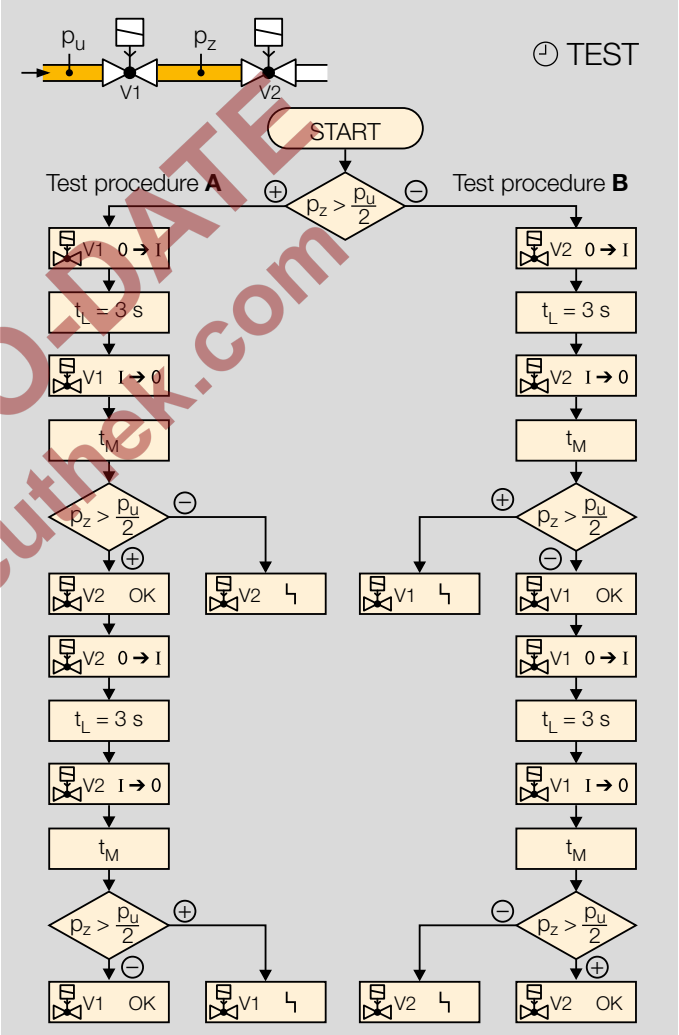 pu
pz
TEST
V1
V2
START
Test procedure A
+
pz > pu/2
−
Test procedure B
V1 0 → I
V2 0 → I
tL = 3 s
tL = 3 s
V1 I → 0
V2 I → 0
tM
tM
pz > pu/2
−
+
pz > pu/2
+
−
V2 OK
V2
V1
V1 OK
V2 0 → I
V1 0 → I
tL = 3 s
tL = 3 s
V2 I → 0
V1 I → 0
tM
tM
pz > pu/2
+
−
pz > pu/2
−
+
V1 OK
V1
V2
V2 OK
O-DATE
euthek.com